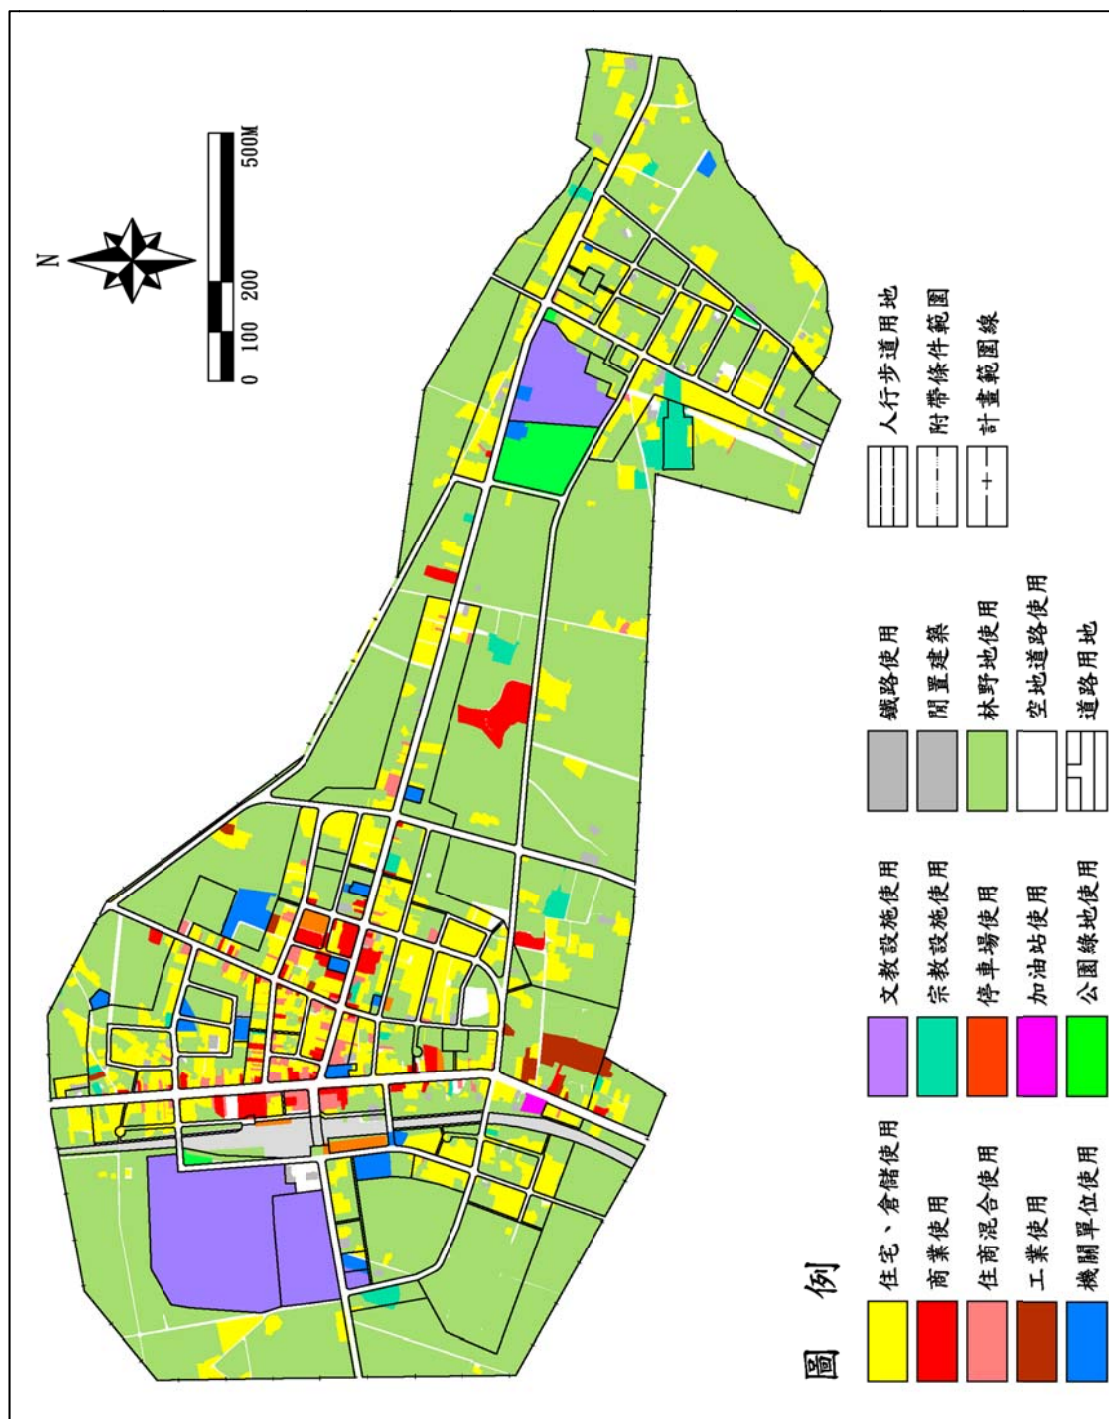 N
0 100 200 500M
圖例
住宅、倉儲使用
商業使用
住商混合使用
工業使用
機關單位使用
文教設施使用
宗教設施使用
停車場使用
加油站使用
公園綠地使用
鐵路使用
閒置建築
林野地使用
空地道路使用
道路用地
人行步道用地
附帶條件範圍
計畫範圍線